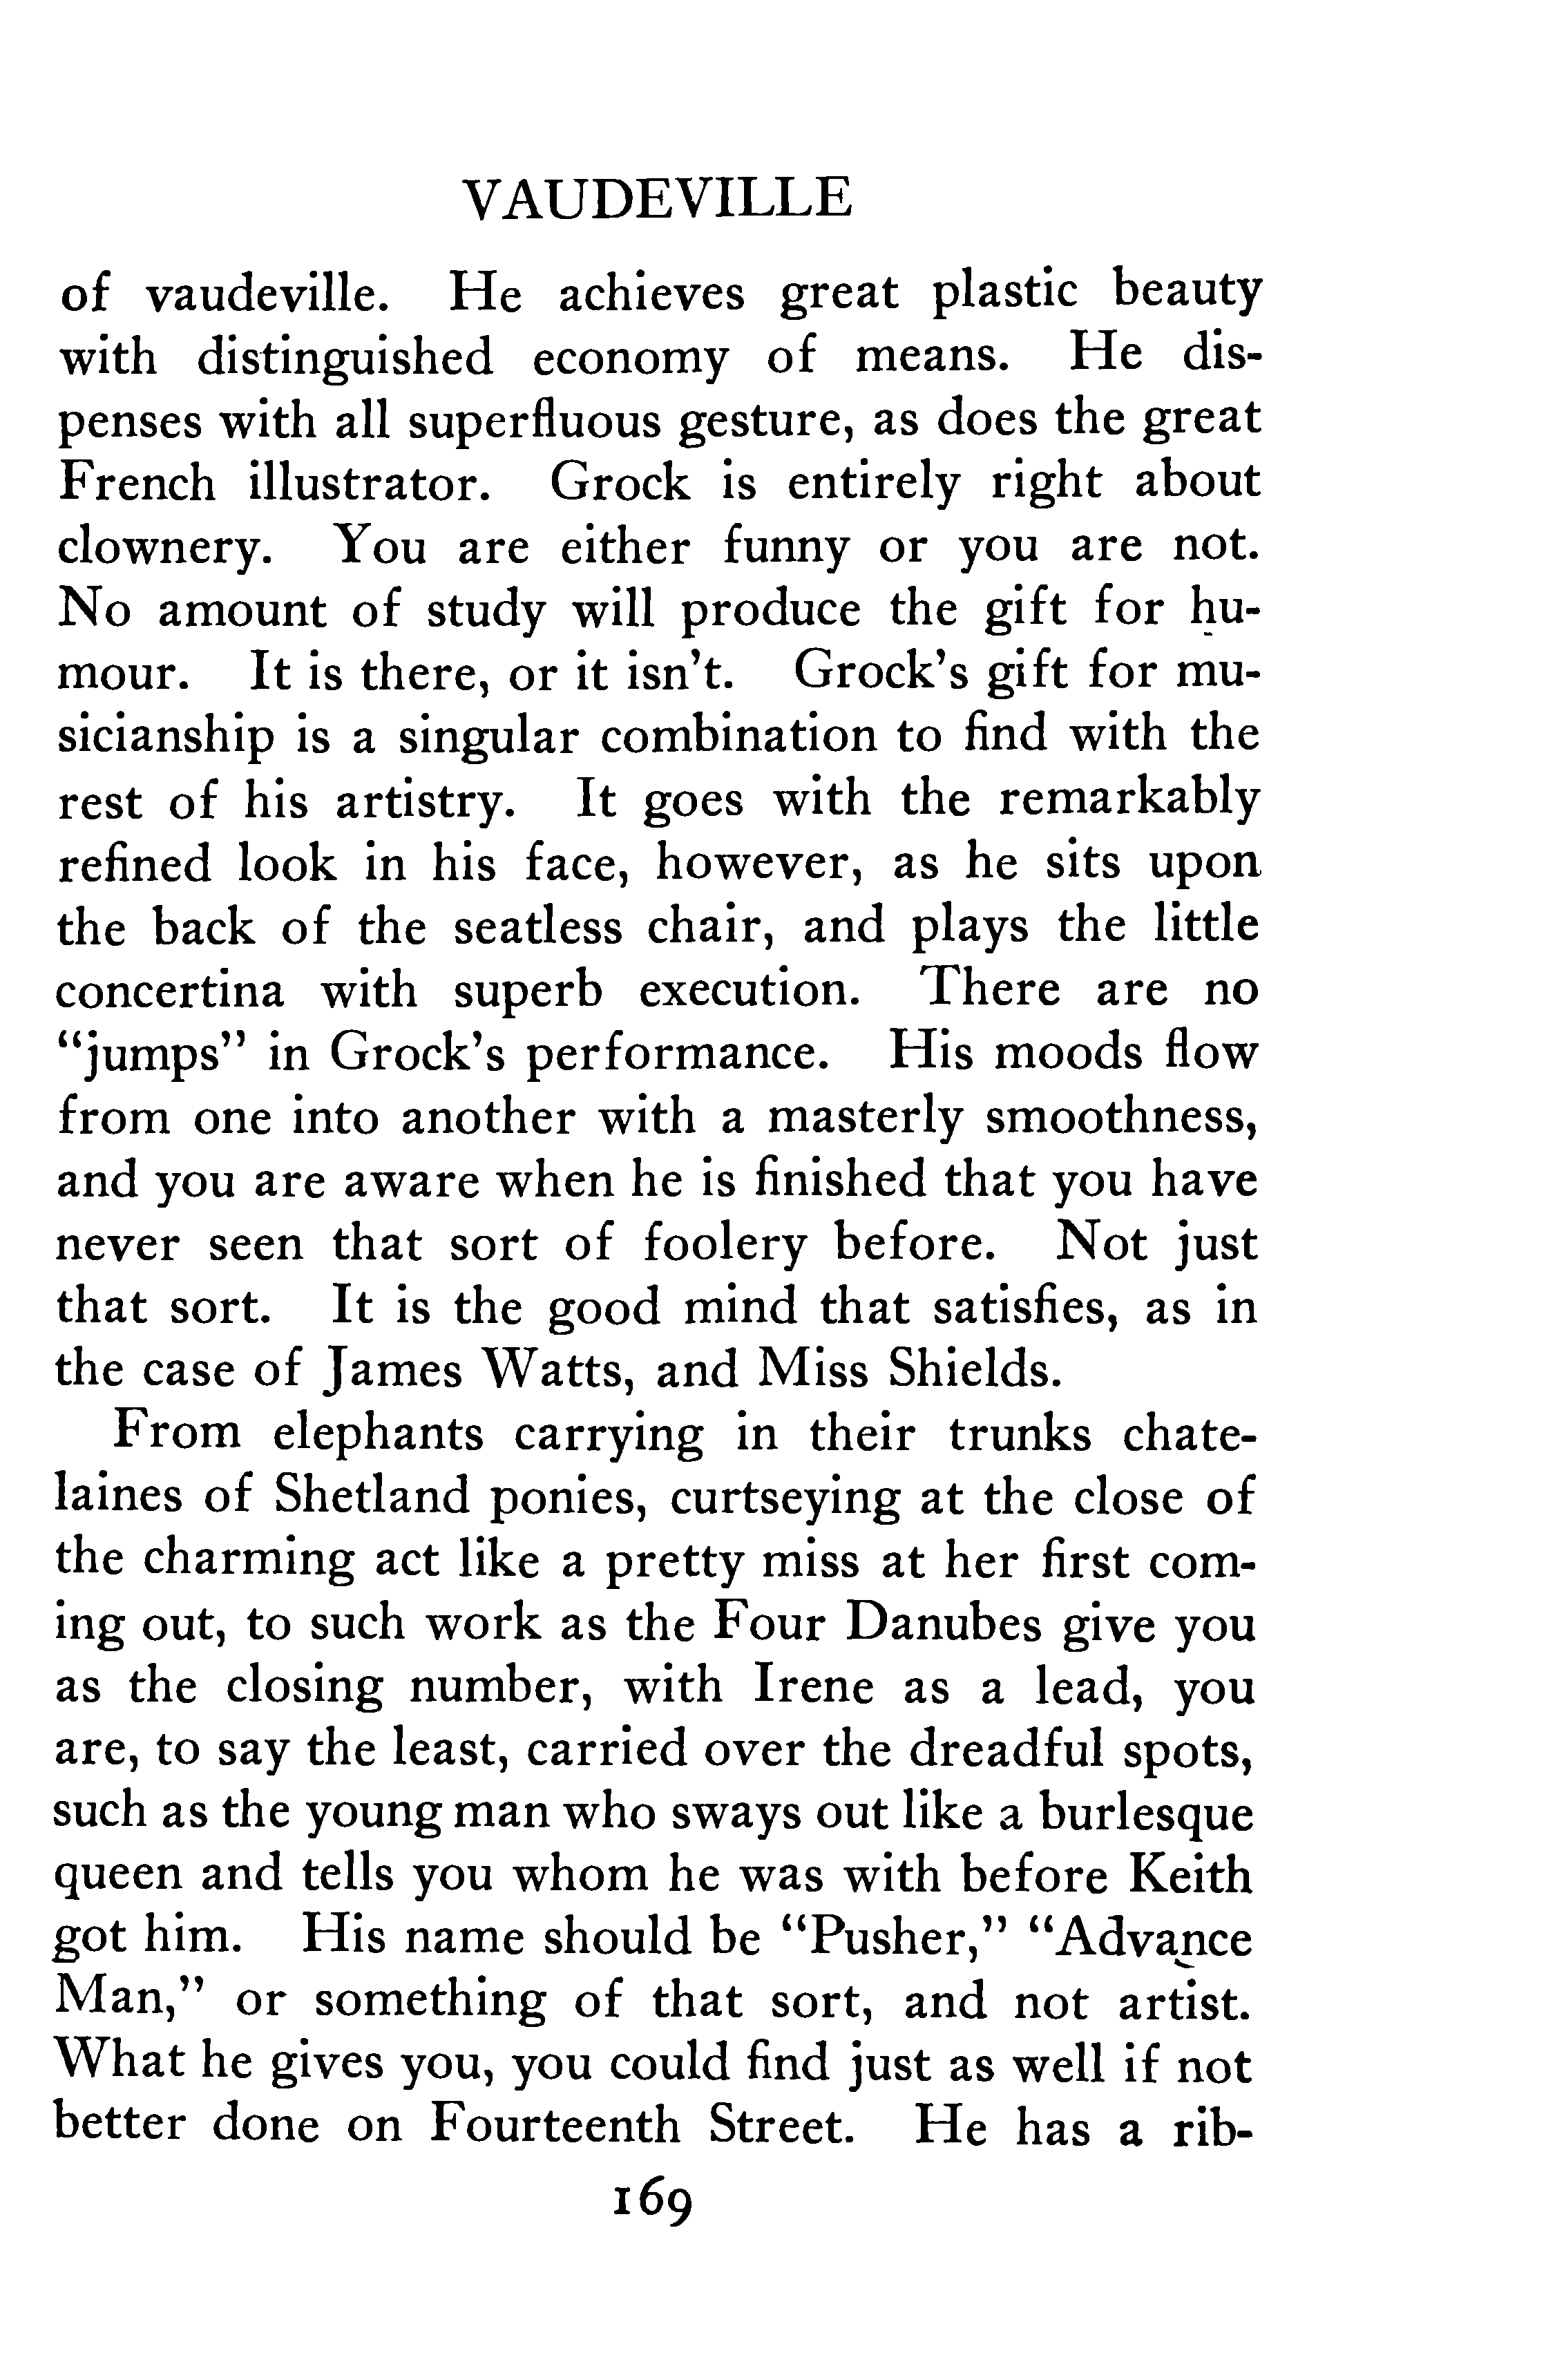 VAUDEVILLE
of vaudeville. He achieves great plastic beauty
with distinguished economy of means. He dis-
penses with all superfluous gesture, as does the great
French illustrator. Grock is entirely right about
clownery. You are either funny or you are not.
No amount of study will produce the gift for hu-
mour. It is there, or it isn't. Grock's gift for mu-
sicianship is a singular combination to find with the
rest of his artistry. It goes with the remarkably
refined look in his face, however, as he sits upon
the back of the seatless chair, and plays the little
concertina with superb execution. There are no
“jumps” in Grock's performance. His moods flow
from one into another with a masterly smoothness,
and you are aware when he is finished that you have
never seen that sort of foolery before. Not just
that sort. It is the good mind that satisfies, as in
the case of James Watts, and Miss Shields.
From elephants carrying in their trunks chate-
laines of Shetland ponies, curtseying at the close of
the charming act like a pretty miss at her first com-
ing out, to such work as the Four Danubes give you
as the closing number, with Irene as a lead, you
are, to say the least, carried over the dreadful spots,
such as the young man who sways out like a burlesque
queen and tells you whom he was with before Keith
got him. His name should be “Pusher,” “Advance
Man,” or something of that sort, and not artist.
What he gives you, you could find just as well if not
better done on Fourteenth Street. He has a rib-
169